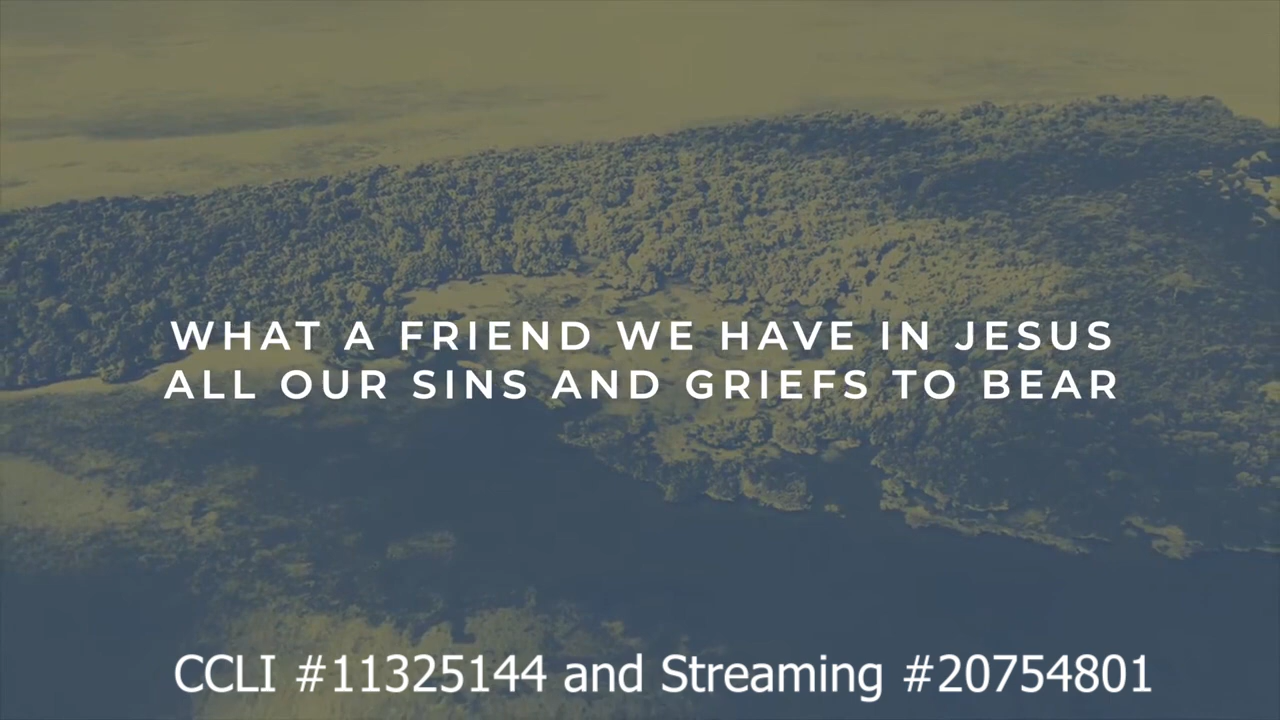 WHAT A FRIEND WE HAVE IN JESUS
ALL OUR SINS AND GRIEFS TO BEAR
CCLI #11325144 and Streaming #20754801